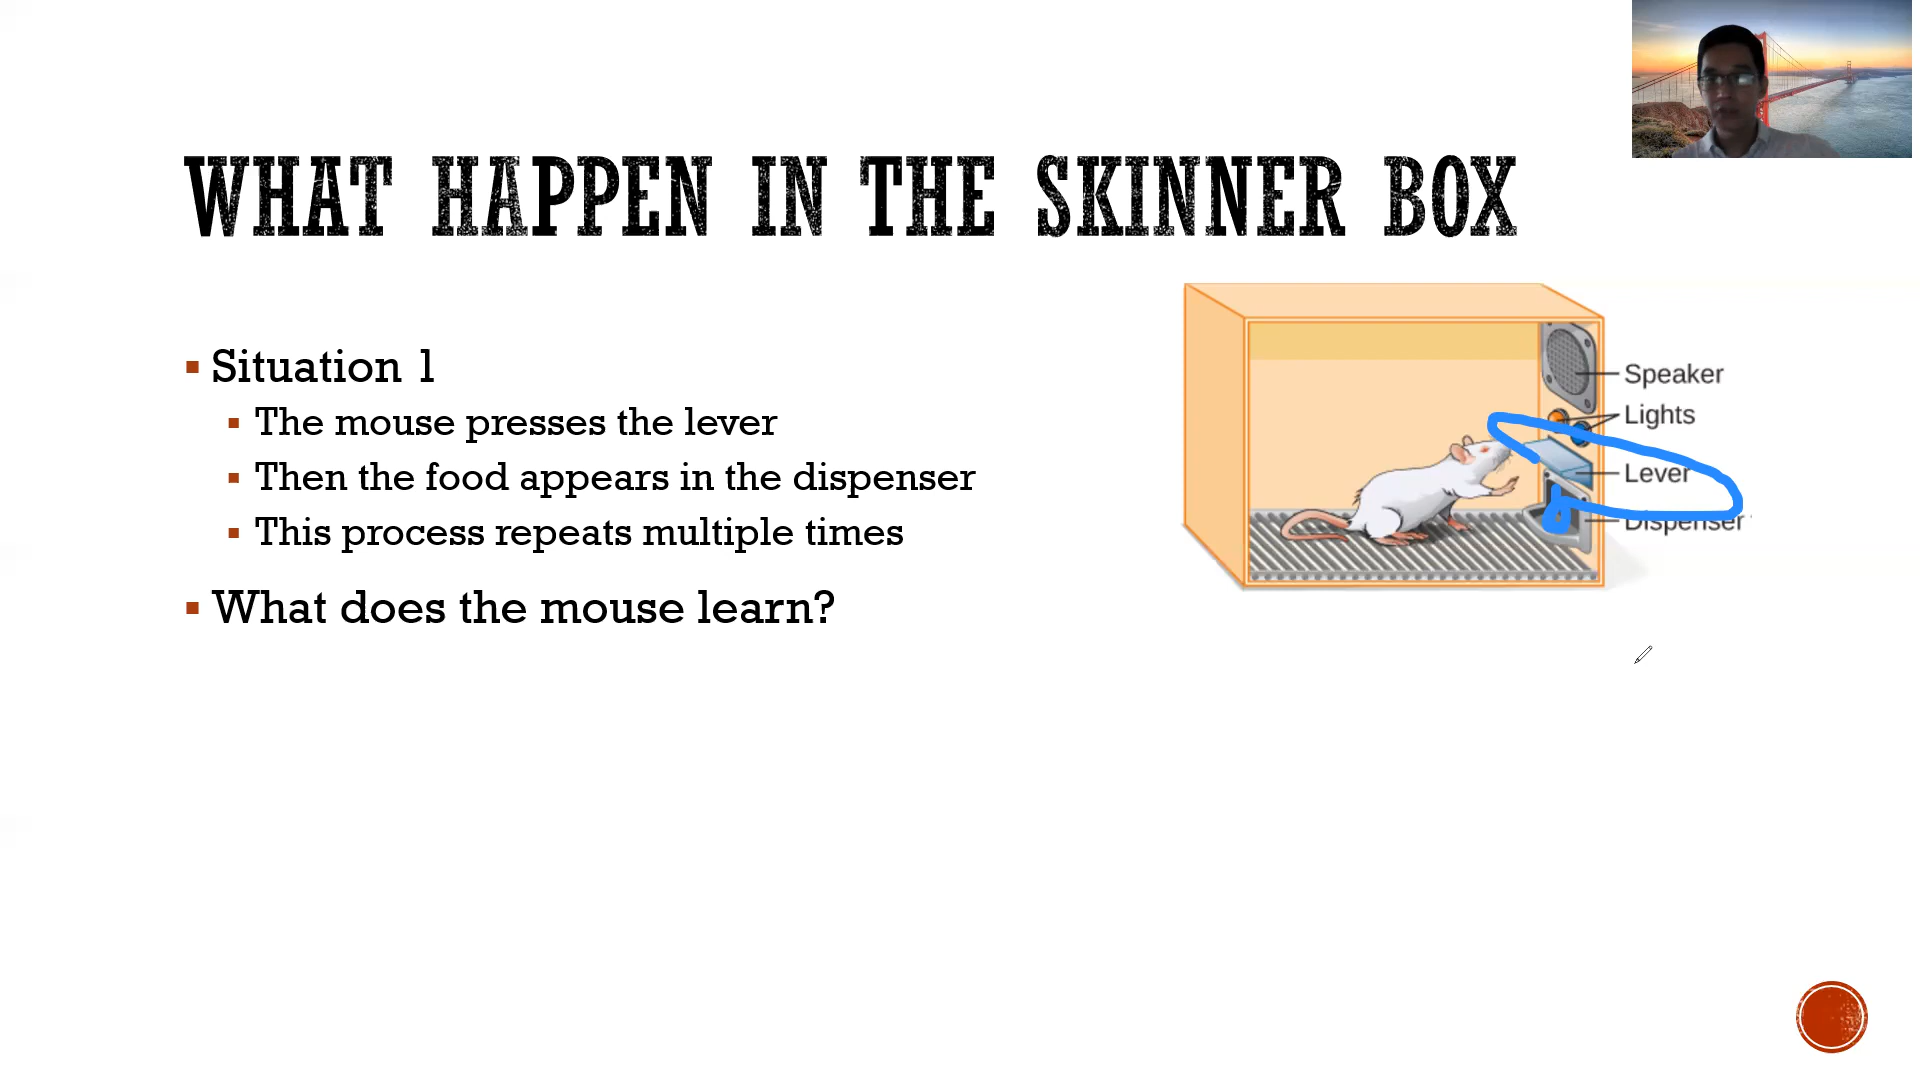 WHAT HAPPEN IN THE SKINNER BOX
Situation 1
The mouse presses the lever
Then the food appears in the dispenser
This process repeats multiple times
What does the mouse learn?
Speaker
Lights
Lever
Dispenser